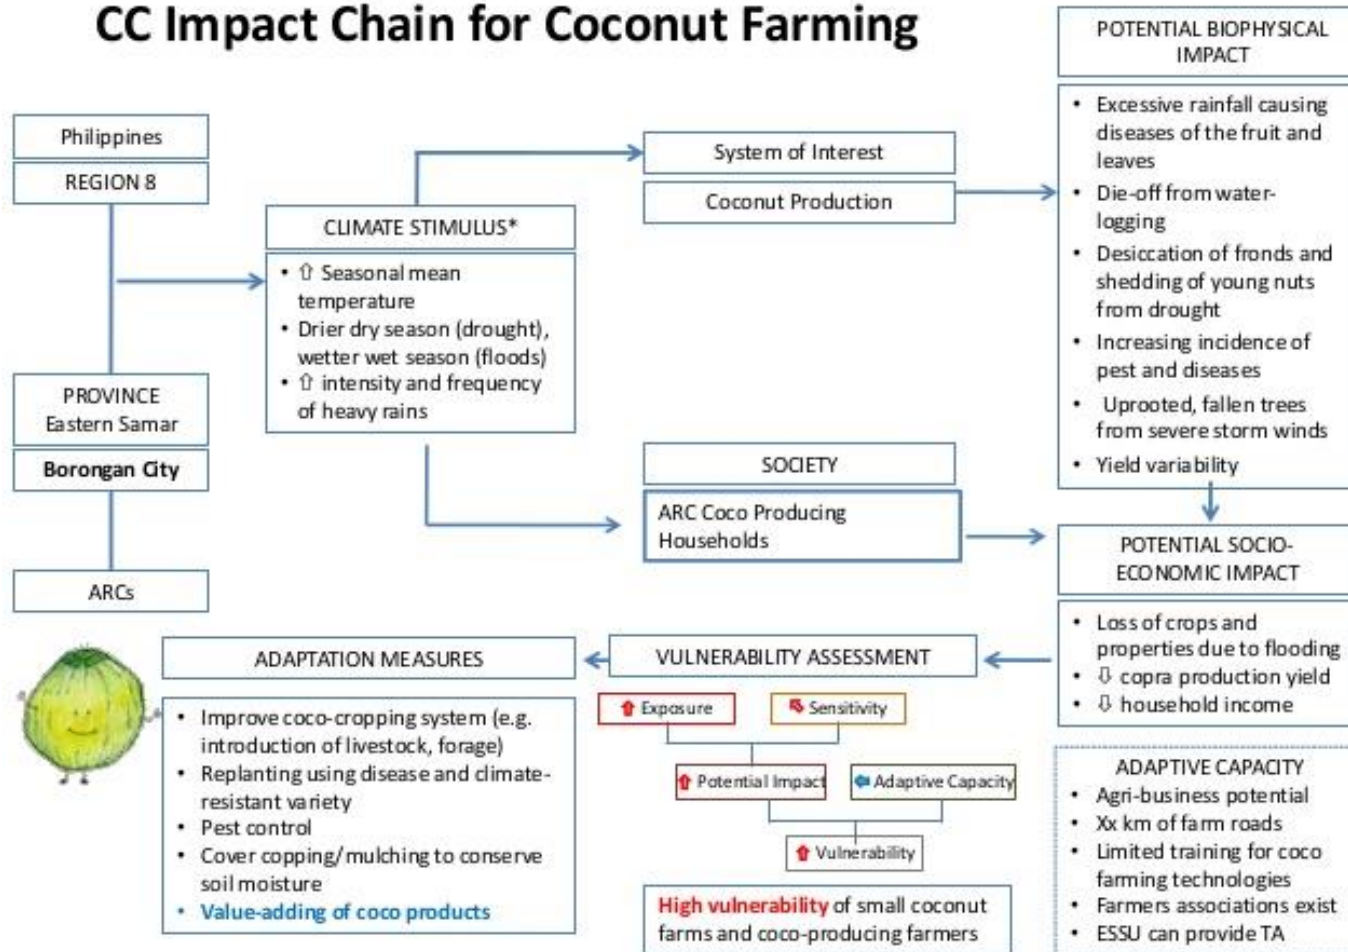 CC Impact Chain for Coconut Farming
Philippines
REGION 8
PROVINCE
Eastern Samar
Borongan City
ARCs
CLIMATE STIMULUS*
• ⇧ Seasonal mean
temperature
• Drier dry season (drought),
wetter wet season (floods)
• ⇧ intensity and frequency
of heavy rains
System of Interest
Coconut Production
SOCIETY
ARC Coco Producing
Households
POTENTIAL BIOPHYSICAL
IMPACT
• Excessive rainfall causing
diseases of the fruit and
leaves
• Die-off from water-
logging
• Desiccation of fronds and
shedding of young nuts
from drought
• Increasing incidence of
pest and diseases
• Uprooted, fallen trees
from severe storm winds
• Yield variability
POTENTIAL SOCIO-
ECONOMIC IMPACT
• Loss of crops and
properties due to flooding
• ⇩ copra production yield
• ⇩ household income
ADAPTIVE CAPACITY
• Agri-business potential
• Xx km of farm roads
• Limited training for coco
farming technologies
• Farmers associations exist
• ESSU can provide TA
VULNERABILITY ASSESSMENT
Exposure
Sensitivity
Potential Impact
Adaptive Capacity
Vulnerability
High vulnerability of small coconut
farms and coco-producing farmers
ADAPTATION MEASURES
• Improve coco-cropping system (e.g.
introduction of livestock, forage)
• Replanting using disease and climate-
resistant variety
• Pest control
• Cover copping/mulching to conserve
soil moisture
• Value-adding of coco products